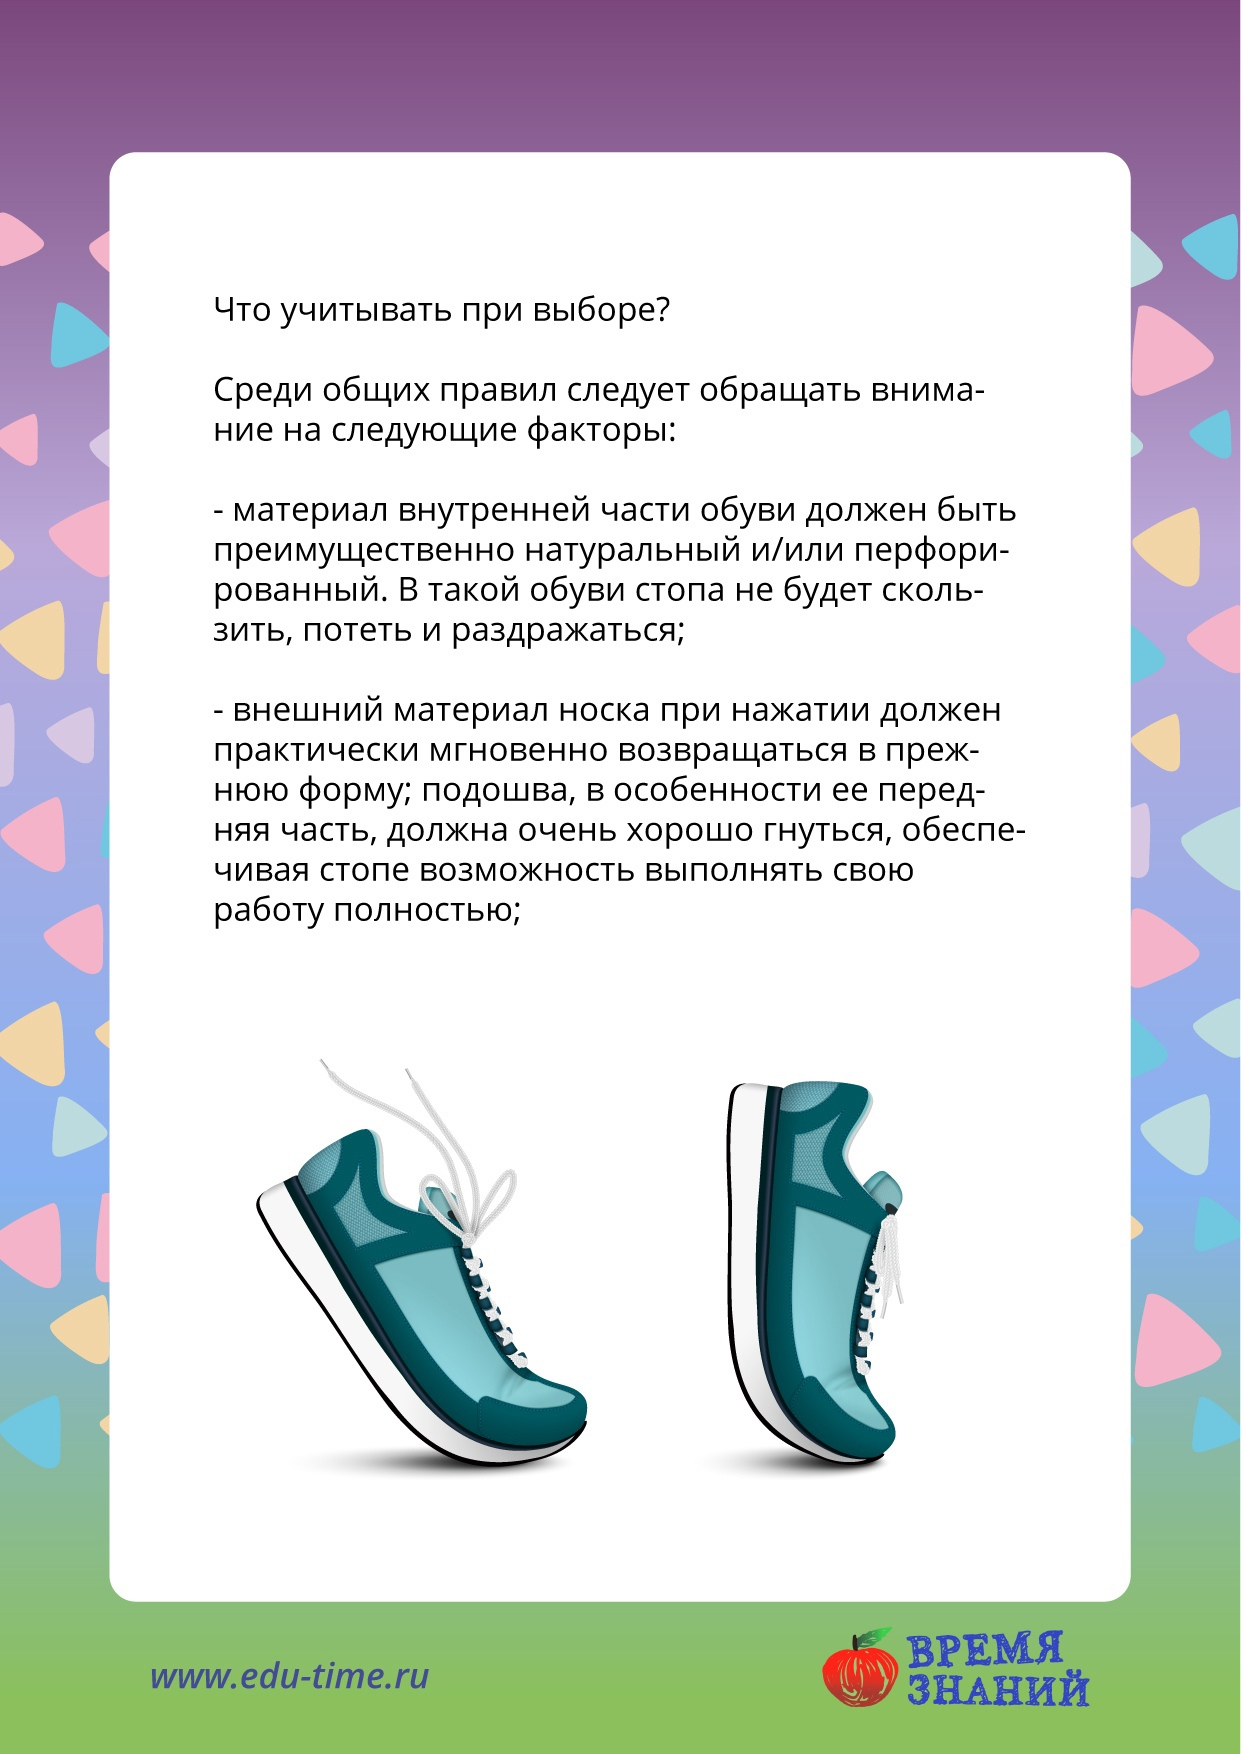 Что учитывать при выборе?
Среди общих правил следует обращать внима-
ние на следующие факторы:
- материал внутренней части обуви должен быть
преимущественно натуральный и/или перфори-
рованный. В такой обуви стопа не будет сколь-
зить, потеть и раздражаться;
- внешний материал носка при нажатии должен
практически мгновенно возвращаться в преж-
нюю форму; подошва, в особенности ее перед-
няя часть, должна очень хорошо гнуться, обеспе-
чивая стопе возможность выполнять свою
работу полностью;
www.edu-time.ru
ВРЕМЯ
ЗНАНИЙ